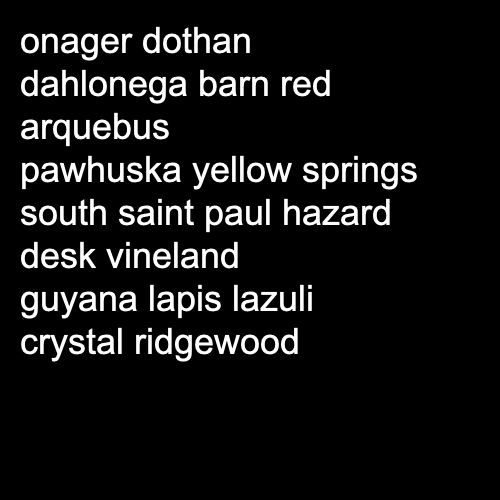 onager dothan
dahlonega barn red
arquebus
pawhuska yellow springs
south saint paul hazard
desk vineland
guyana lapis lazuli
crystal ridgewood